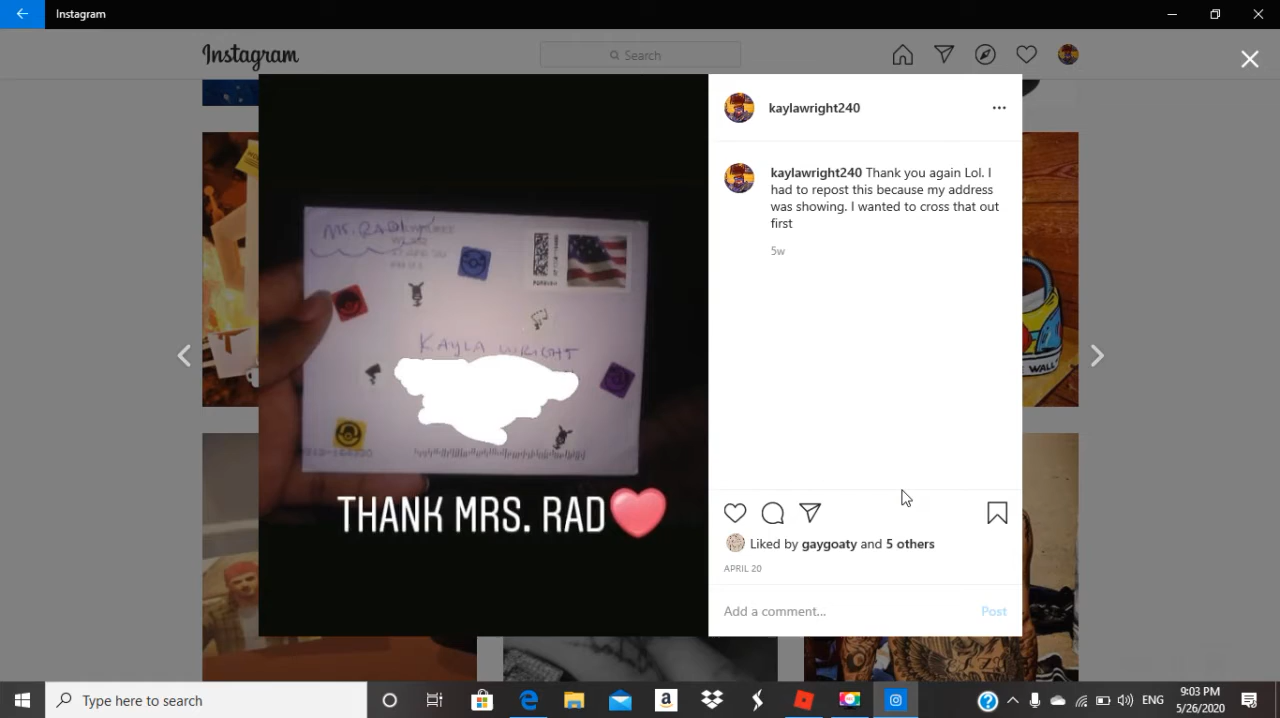 Instagram
Instagram
Search
kaylawright240
kaylawright240 Thank you again Lol. I
had to repost this because my address
was showing. I wanted to cross that out
first
5w
KAYLA WRIGHT
THANK MRS. RAD❤️
Liked by gaygoaty and 5 others
APRIL 20
Add a comment...
Post
Type here to search
ENG
9:03 PM
5/26/2020